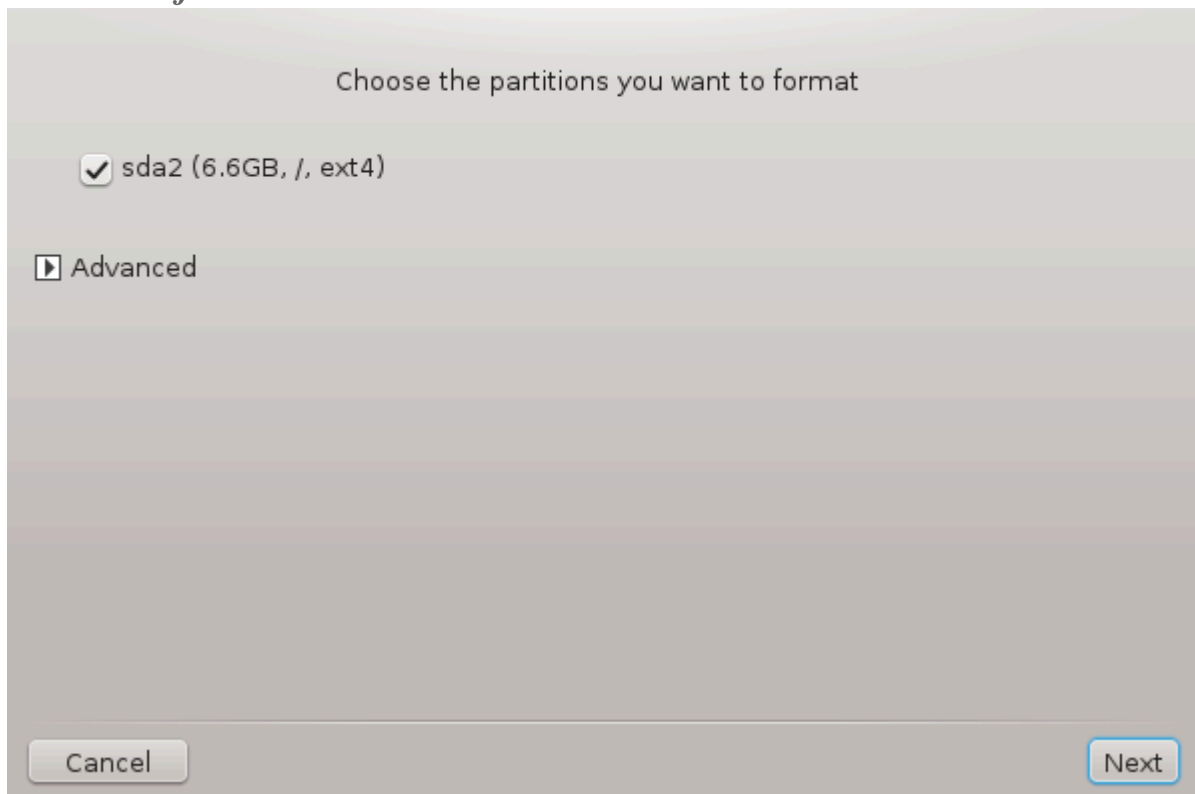 Choose the partitions you want to format
sda2 (6.6GB, /, ext4)
Advanced
Cancel
Next